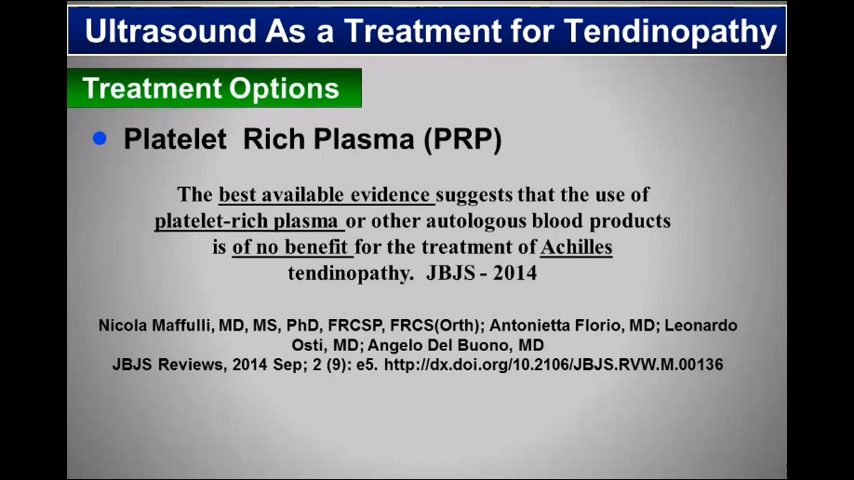 Ultrasound As a Treatment for Tendinopathy
Treatment Options
Platelet Rich Plasma (PRP)
The best available evidence suggests that the use of
platelet-rich plasma or other autologous blood products
is of no benefit for the treatment of Achilles
tendinopathy. JBJS - 2014
Nicola Maffulli, MD, MS, PhD, FRCSP, FRCS(Orth); Antonietta Florio, MD; Leonardo
Osti, MD; Angelo Del Buono, MD
JBJS Reviews, 2014 Sep; 2 (9): e5. http://dx.doi.org/10.2106/JBJS.RVW.M.00136